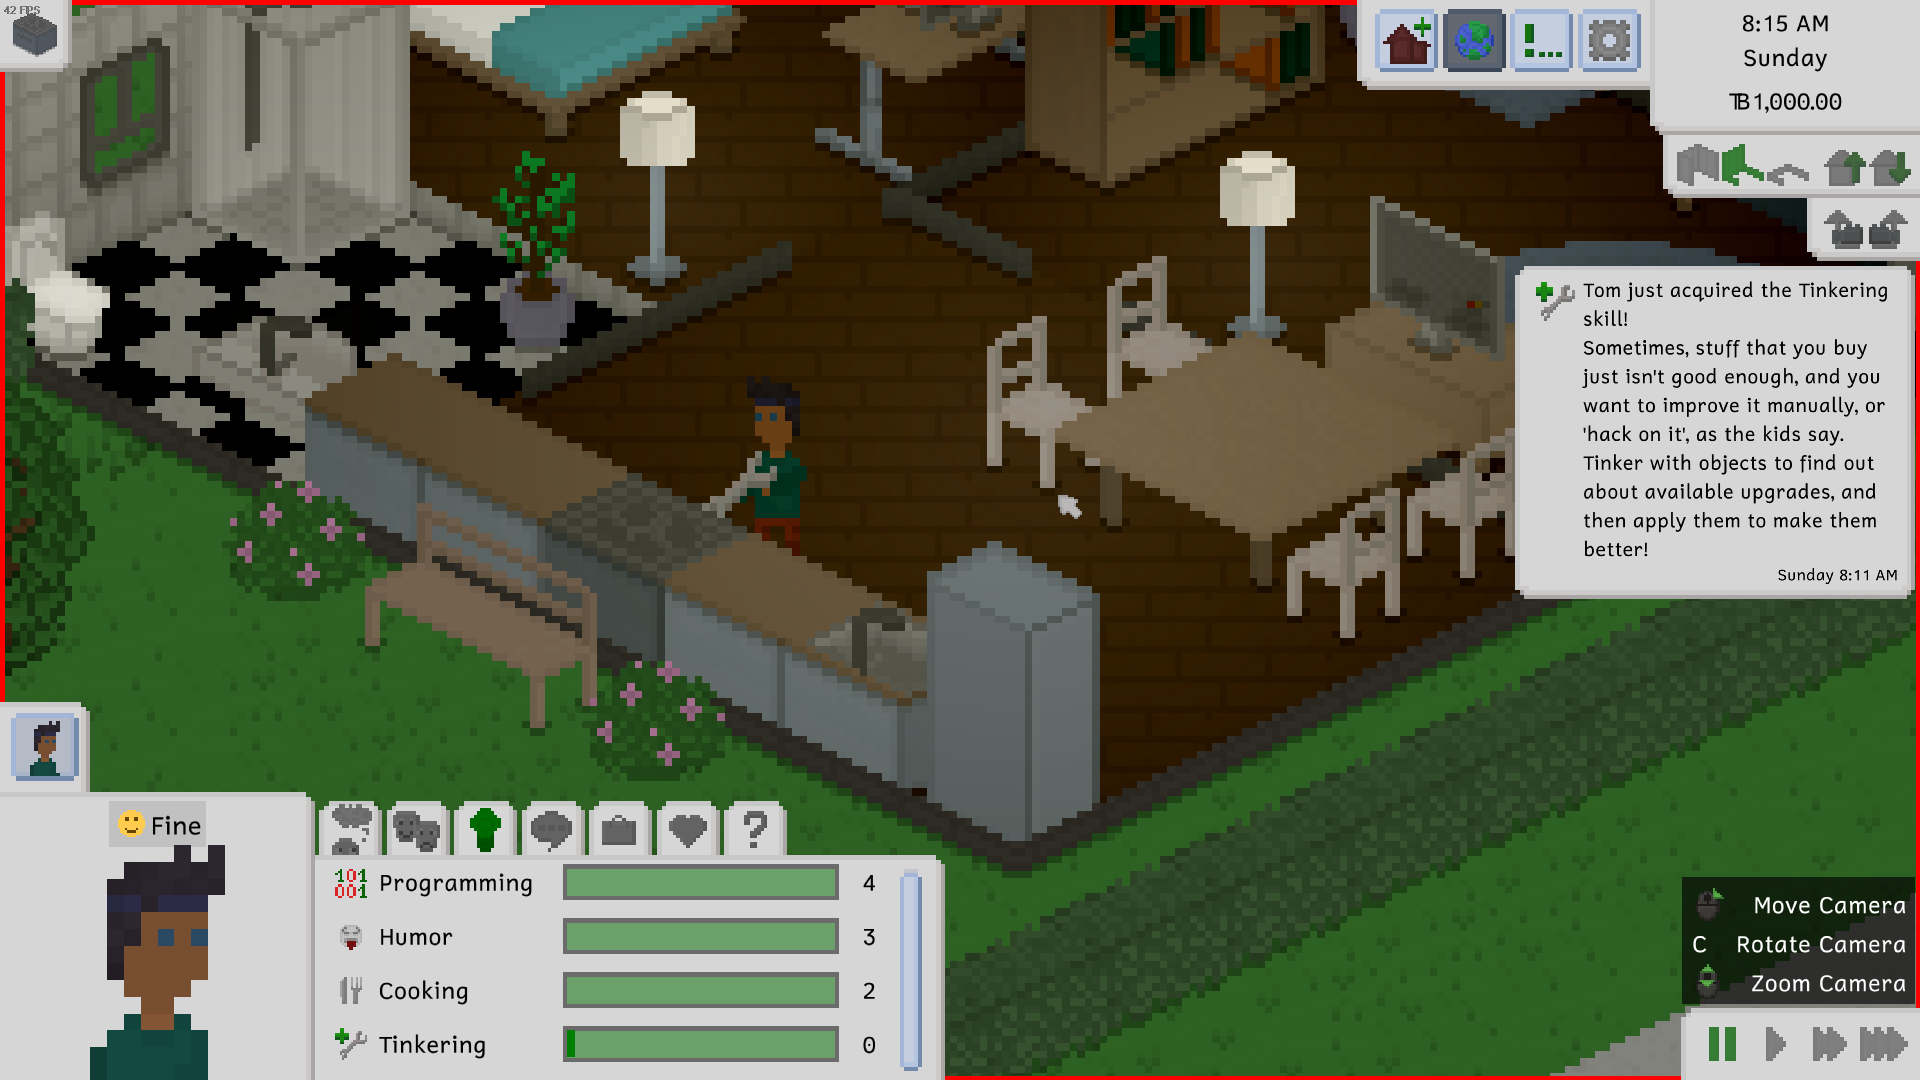 42 FPS
8:15 AM
Sunday
TB1,000.00
Tom just acquired the Tinkering
skill!
Sometimes, stuff that you buy
just isn't good enough, and you
want to improve it manually, or
'hack on it', as the kids say.
Tinker with objects to find out
about available upgrades, and
then apply them to make them
better!
Sunday 8:11 AM
Fine
?
101
001
Programming 4
Humor 3
Cooking 2
Tinkering 0
Move Camera
C Rotate Camera
Zoom Camera